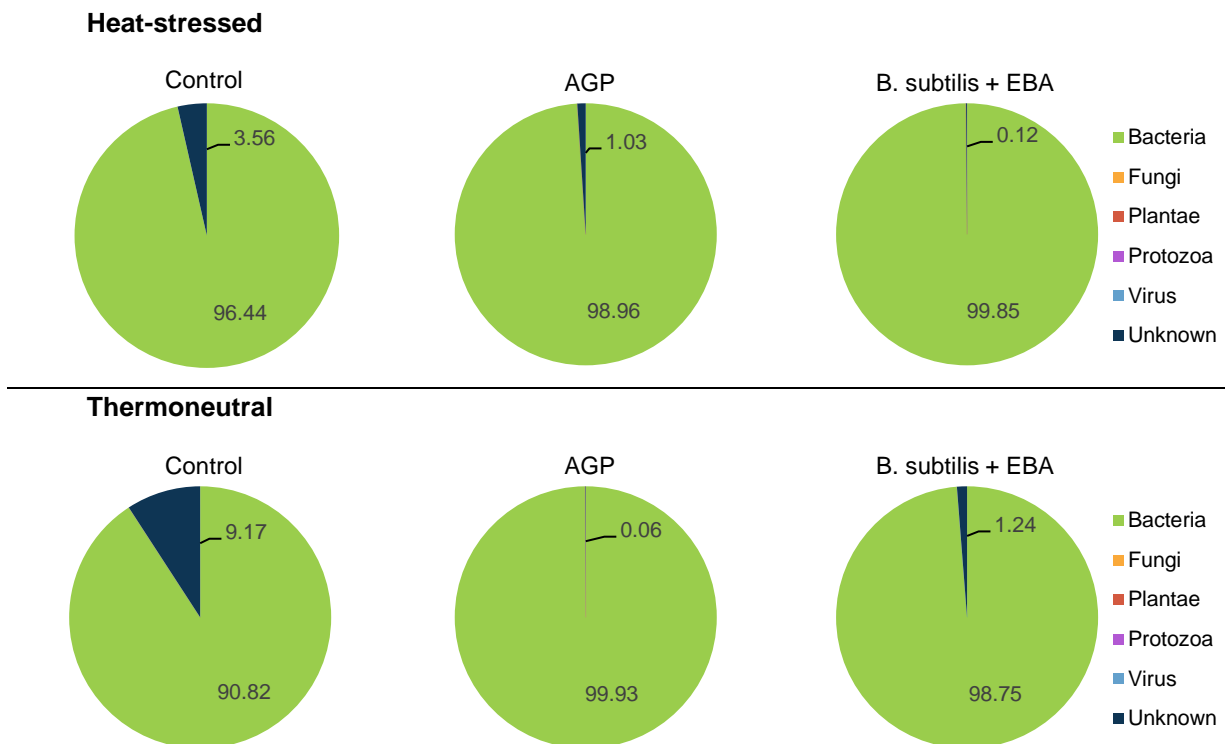 Heat-stressed
Control
AGP
B. subtilis + EBA
3.56
1.03
0.12
96.44
98.96
99.85
Bacteria
Fungi
Plantae
Protozoa
Virus
Unknown
Thermoneutral
Control
AGP
B. subtilis + EBA
9.17
0.06
1.24
90.82
99.93
98.75
Bacteria
Fungi
Plantae
Protozoa
Virus
Unknown